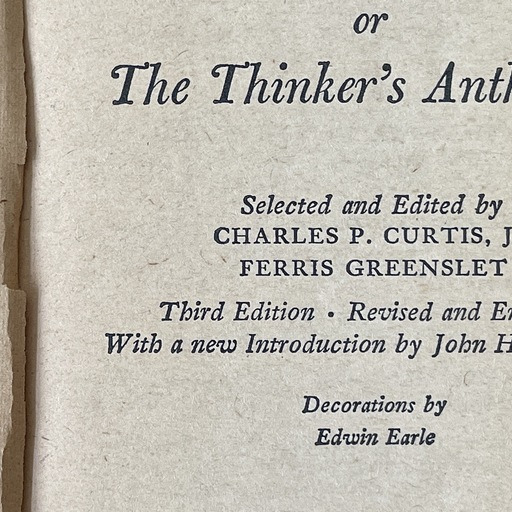 or
The Thinker's Anth
Selected and Edited by
CHARLES P. CURTIS, J
FERRIS GREENSLET
Third Edition · Revised and En
With a new Introduction by John H
Decorations by
Edwin Earle